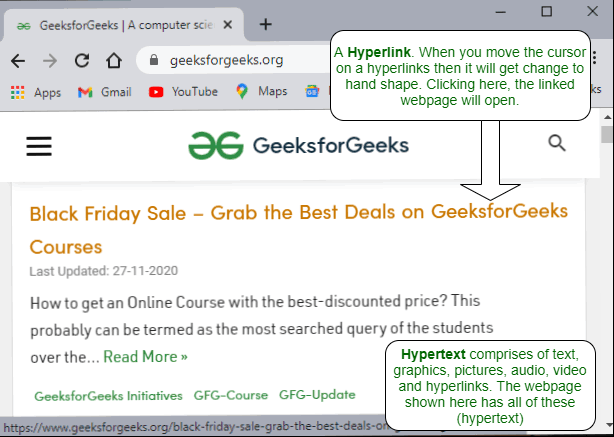 GeeksforGeeks | A computer scie
geeksforgeeks.org
Apps Gmail YouTube Maps ks
A Hyperlink. When you move the cursor
on a hyperlinks then it will get change to
hand shape. Clicking here, the linked
webpage will open.
GeeksforGeeks
Black Friday Sale – Grab the Best Deals on GeeksforGeeks
Courses
Last Updated: 27-11-2020
How to get an Online Course with the best-discounted price? This
probably can be termed as the most searched query of the students
over the... Read More »
GeeksforGeeks Initiatives GFG-Course GFG-Update
Hypertext comprises of text,
graphics, pictures, audio, video
and hyperlinks. The webpage
shown here has all of these
(hypertext)
https://www.geeksforgeeks.org/black-friday-sale-grab-the-best-deals-on